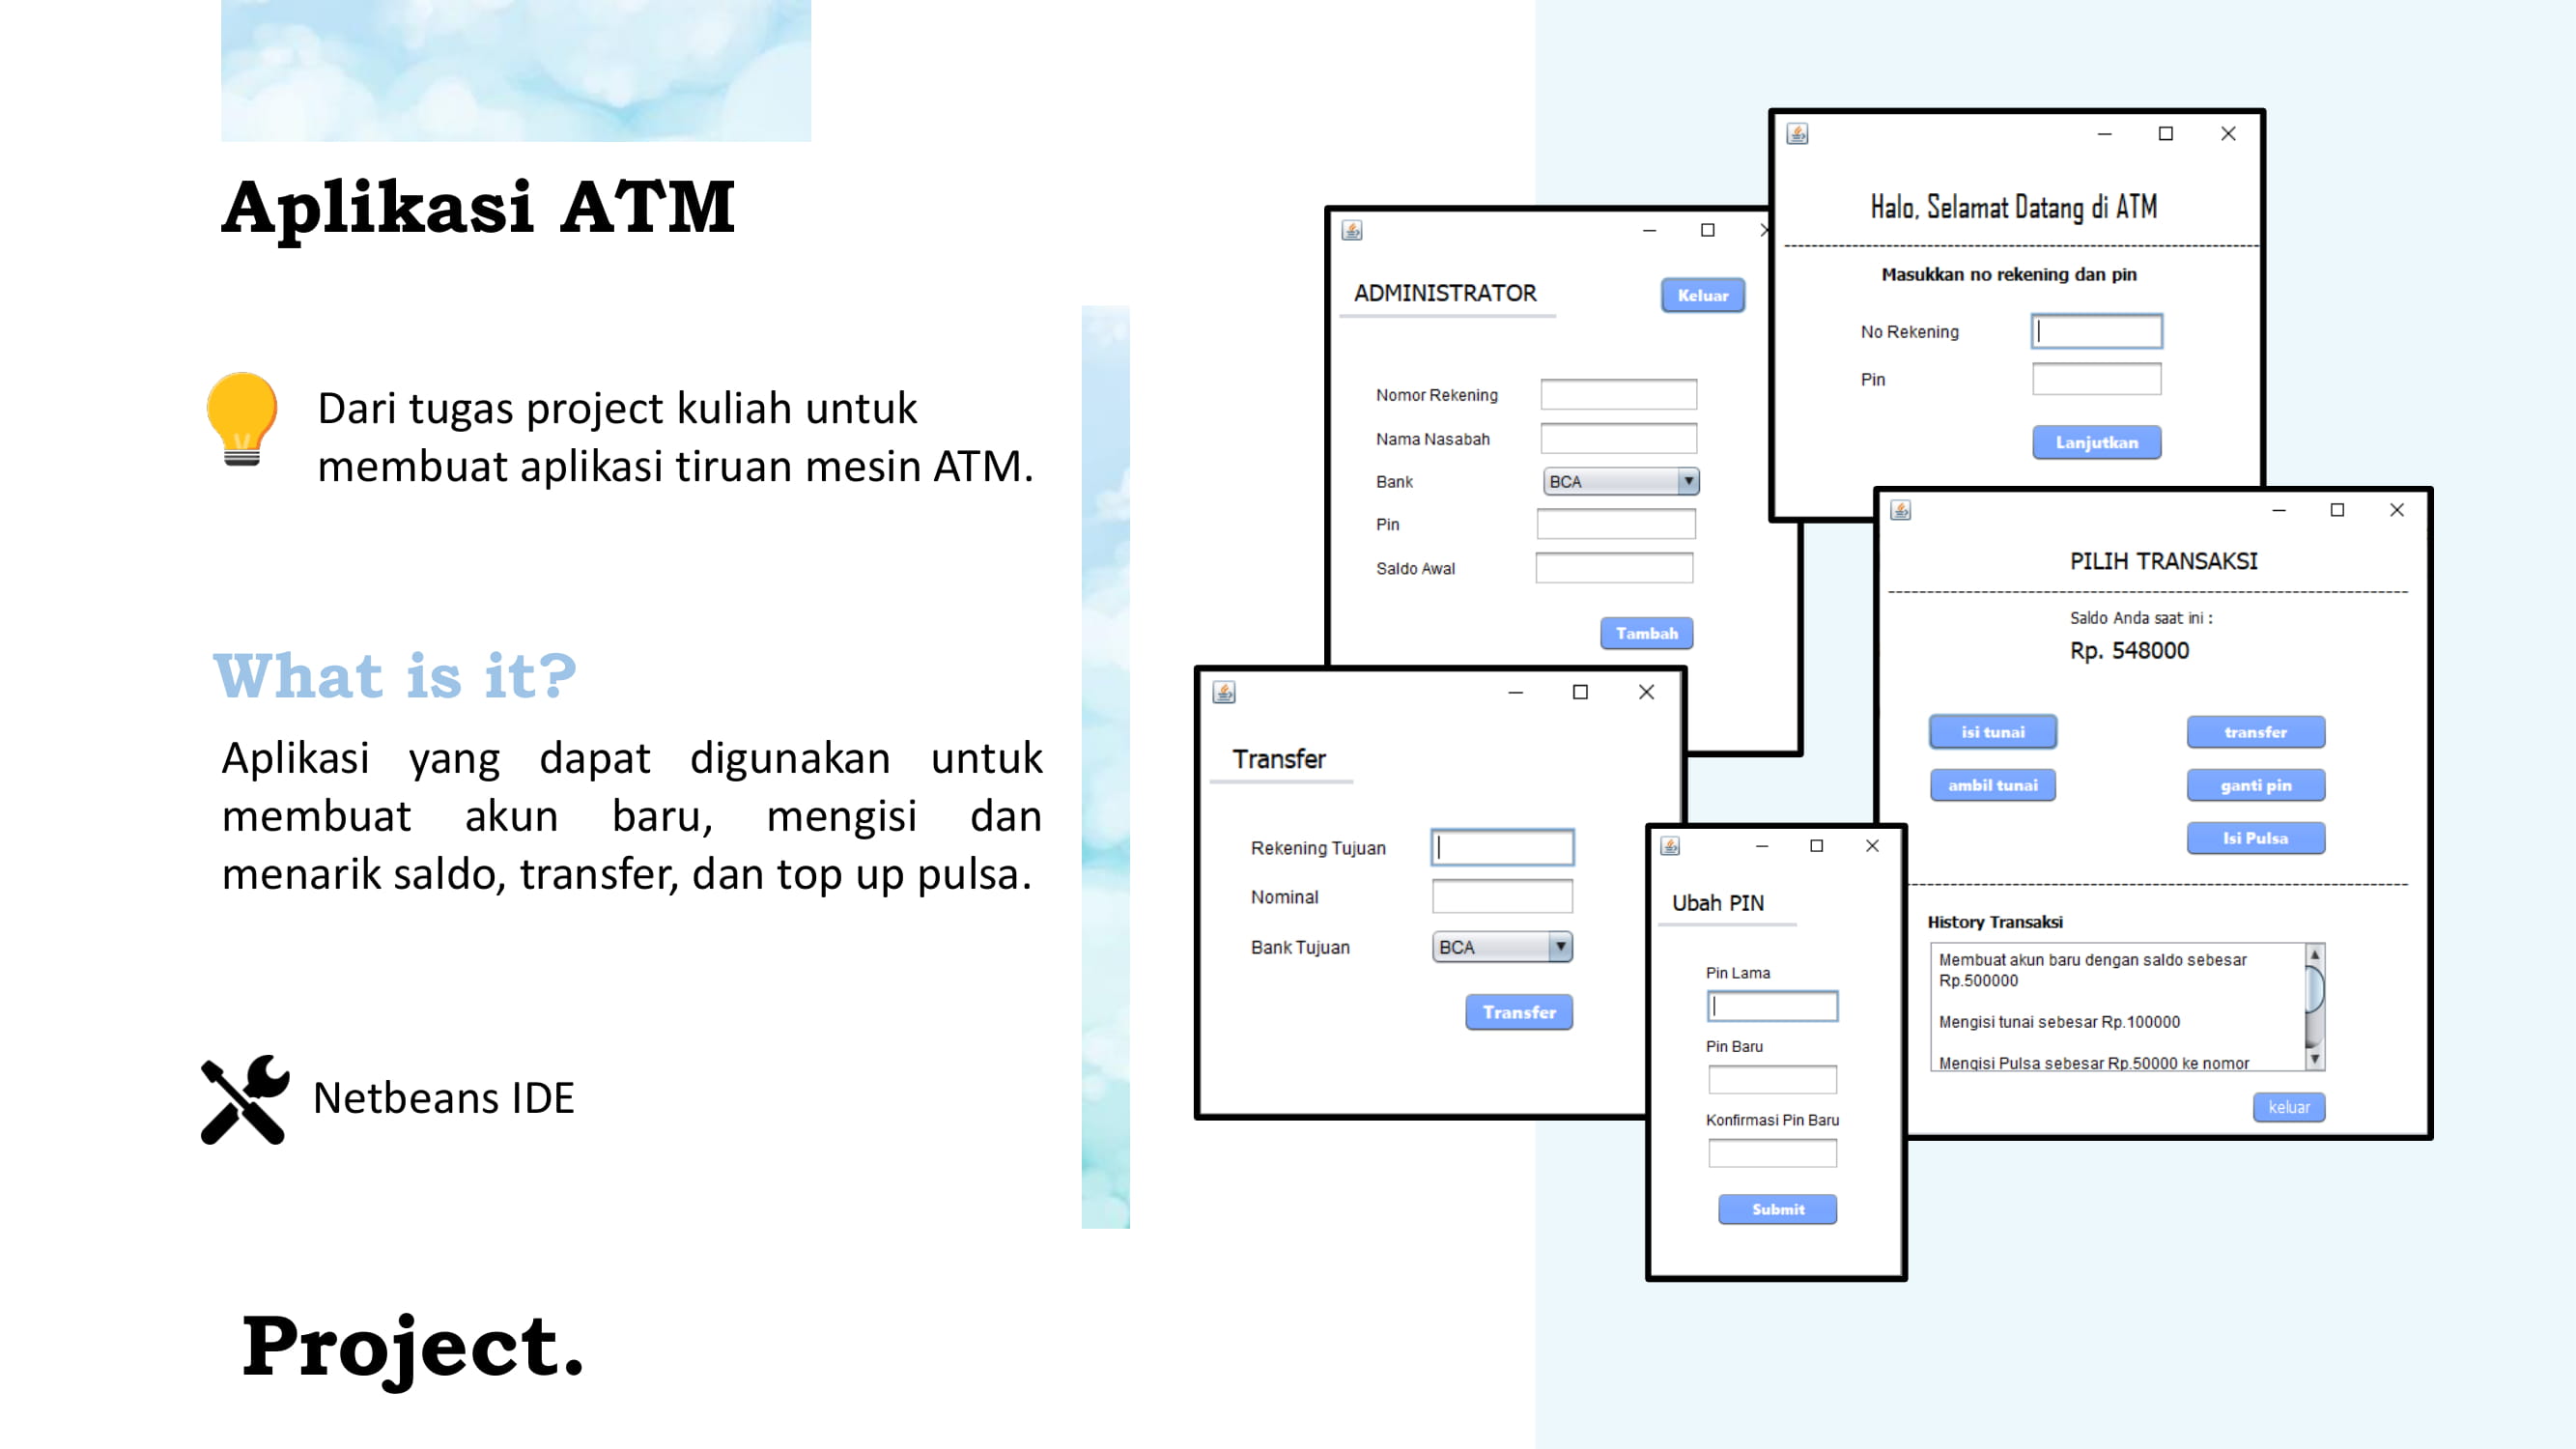 Aplikasi ATM
Dari tugas project kuliah untuk
membuat aplikasi tiruan mesin ATM.
What is it?
Aplikasi yang dapat digunakan untuk
membuat akun baru, mengisi dan
menarik saldo, transfer, dan top up pulsa.
Netbeans IDE
Project.
ADMINISTRATOR
Keluar
Nomor Rekening
Nama Nasabah
Bank BCA
Pin
Saldo Awal
Tambah
Halo, Selamat Datang di ATM
Masukkan no rekening dan pin
No Rekening
Pin
Lanjutkan
PILIH TRANSAKSI
Saldo Anda saat ini :
Rp. 548000
isi tunai transfer
ambil tunai ganti pin
Isi Pulsa
History Transaksi
Membuat akun baru dengan saldo sebesar
Rp.500000
Mengisi tunai sebesar Rp.100000
Mengisi Pulsa sebesar Rp.50000 ke nomor
keluar
Transfer
Rekening Tujuan
Nominal
Bank Tujuan BCA
Transfer
Ubah PIN
Pin Lama
Pin Baru
Konfirmasi Pin Baru
Submit